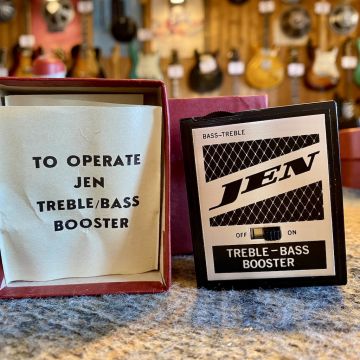 TO OPERATE
JEN
TREBLE/BASS
BOOSTER
BASS-TREBLE
JEN
OFF ON
TREBLE-BASS
BOOSTER